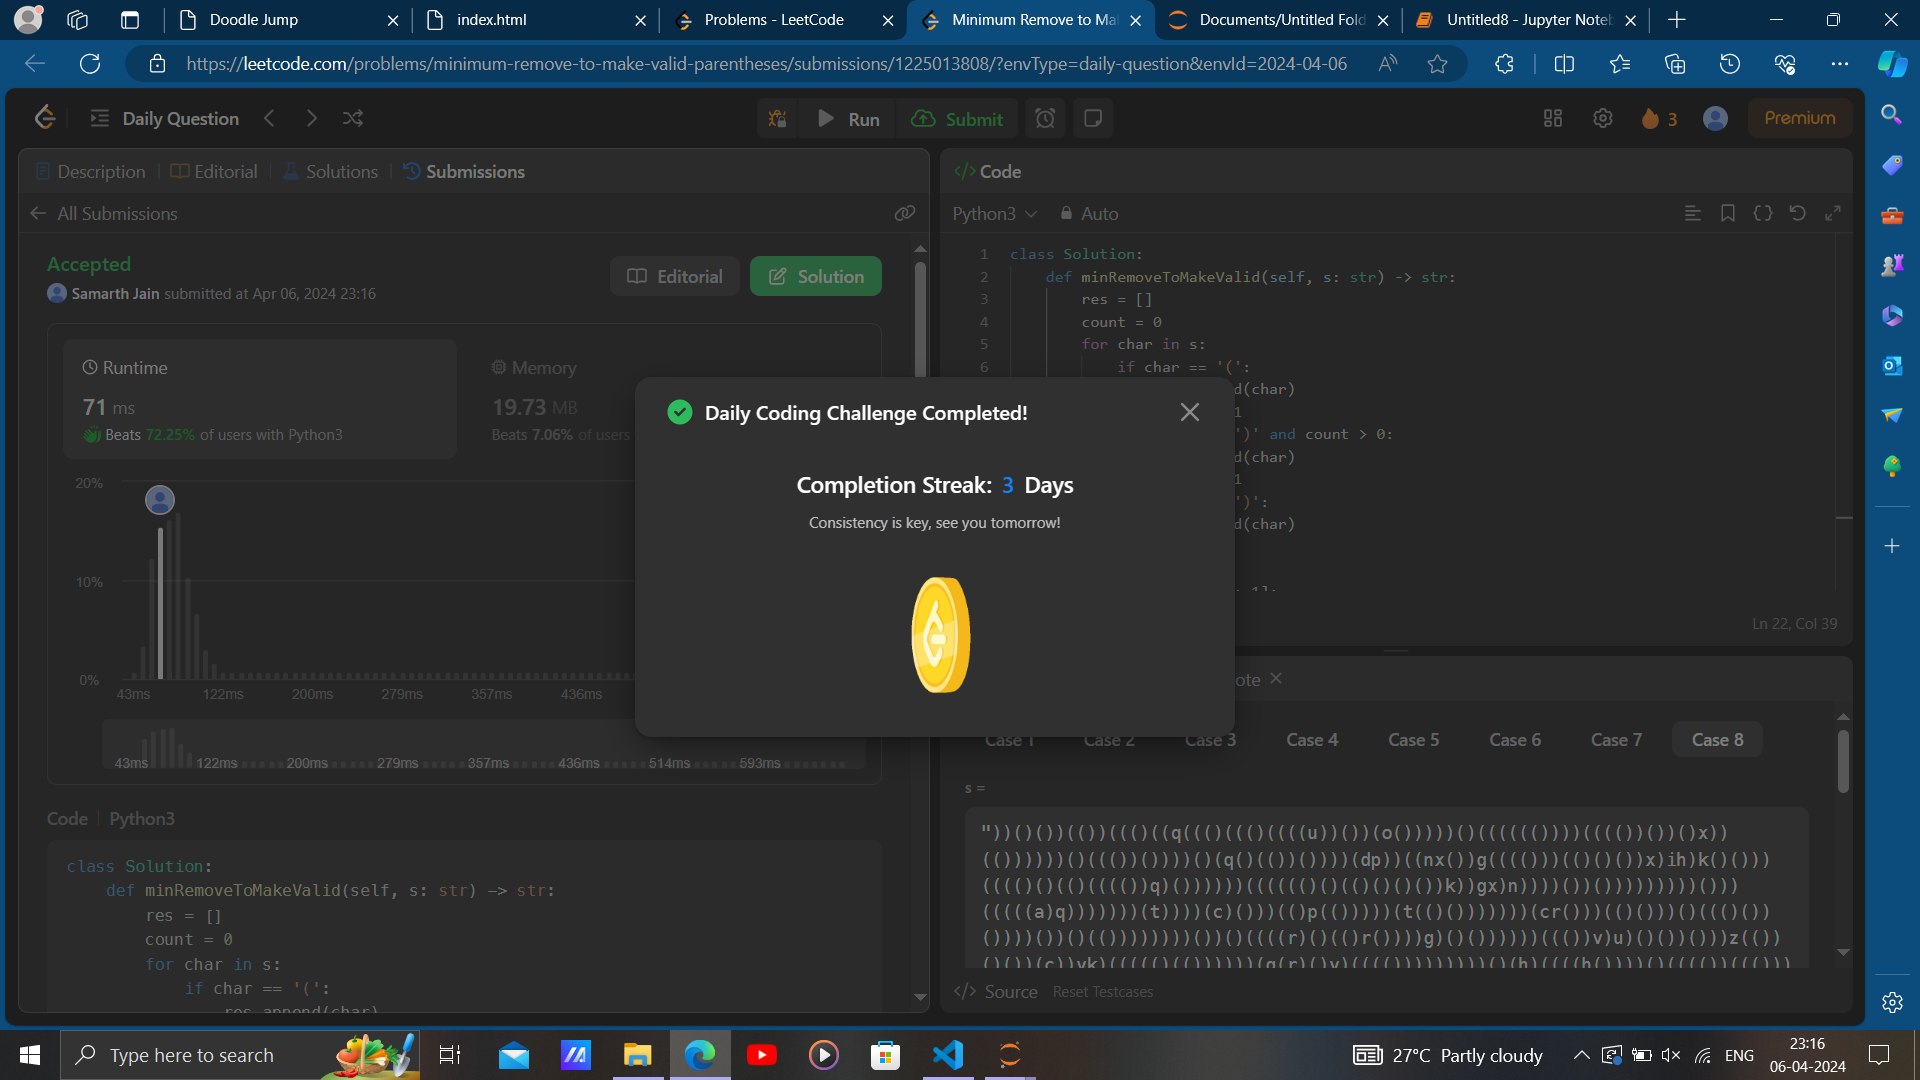 Doodle Jump
index.html
Problems - LeetCode
Minimum Remove to Ma
Documents/Untitled Fold
Untitled8 - Jupyter Note
https://leetcode.com/problems/minimum-remove-to-make-valid-parentheses/submissions/1225013808/?envType=daily-question&envId=2024-04-06
Daily Question
Run
Submit
3
Premium
Description
Editorial
Solutions
Submissions
All Submissions
Accepted
Samarth Jain submitted at Apr 06, 2024 23:16
Editorial
Solution
Runtime
71 ms
Beats 72.25% of users with Python3
Memory
19.73 MB
Beats 7.06% of users
20%
10%
0%
43ms 122ms 200ms 279ms 357ms 436ms
43ms 122ms 200ms 279ms 357ms 436ms 514ms 593ms
Code | Python3
class Solution:
def minRemoveToMakeValid(self, s: str) -> str:
res = []
count = 0
for char in s:
if char == '(':
res.append(char)
Daily Coding Challenge Completed!
Completion Streak: 3 Days
Consistency is key, see you tomorrow!
</> Code
Python3
Auto
1 class Solution:
2 def minRemoveToMakeValid(self, s: str) -> str:
3 res = []
4 count = 0
5 for char in s:
6 if char == '(':
d(char)
1
')' and count > 0:
d(char)
1
')':
d(char)
Ln 22, Col 39
ote
Case 1 Case 2 Case 3 Case 4 Case 5 Case 6 Case 7 Case 8
s =
</> Source
Reset Testcases
Type here to search
27°C Partly cloudy
ENG
23:16
06-04-2024